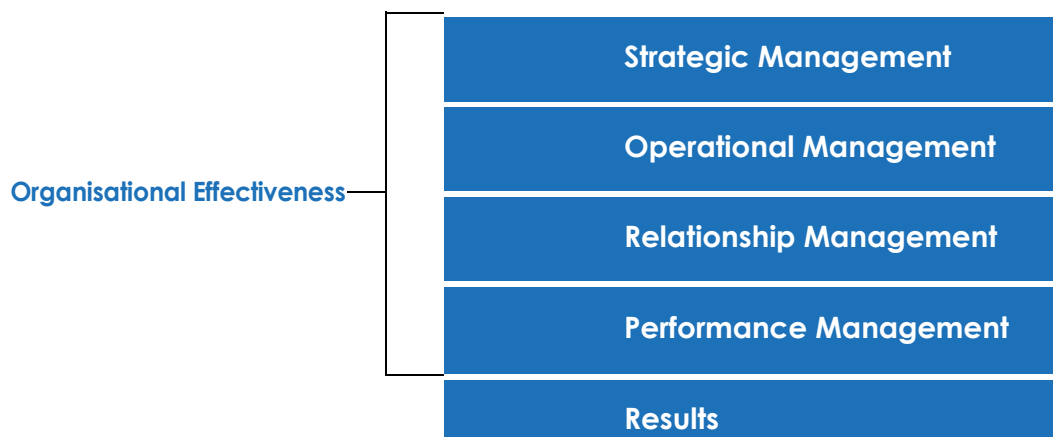 Strategic Management
Operational Management
Organisational Effectiveness
Relationship Management
Performance Management
Results